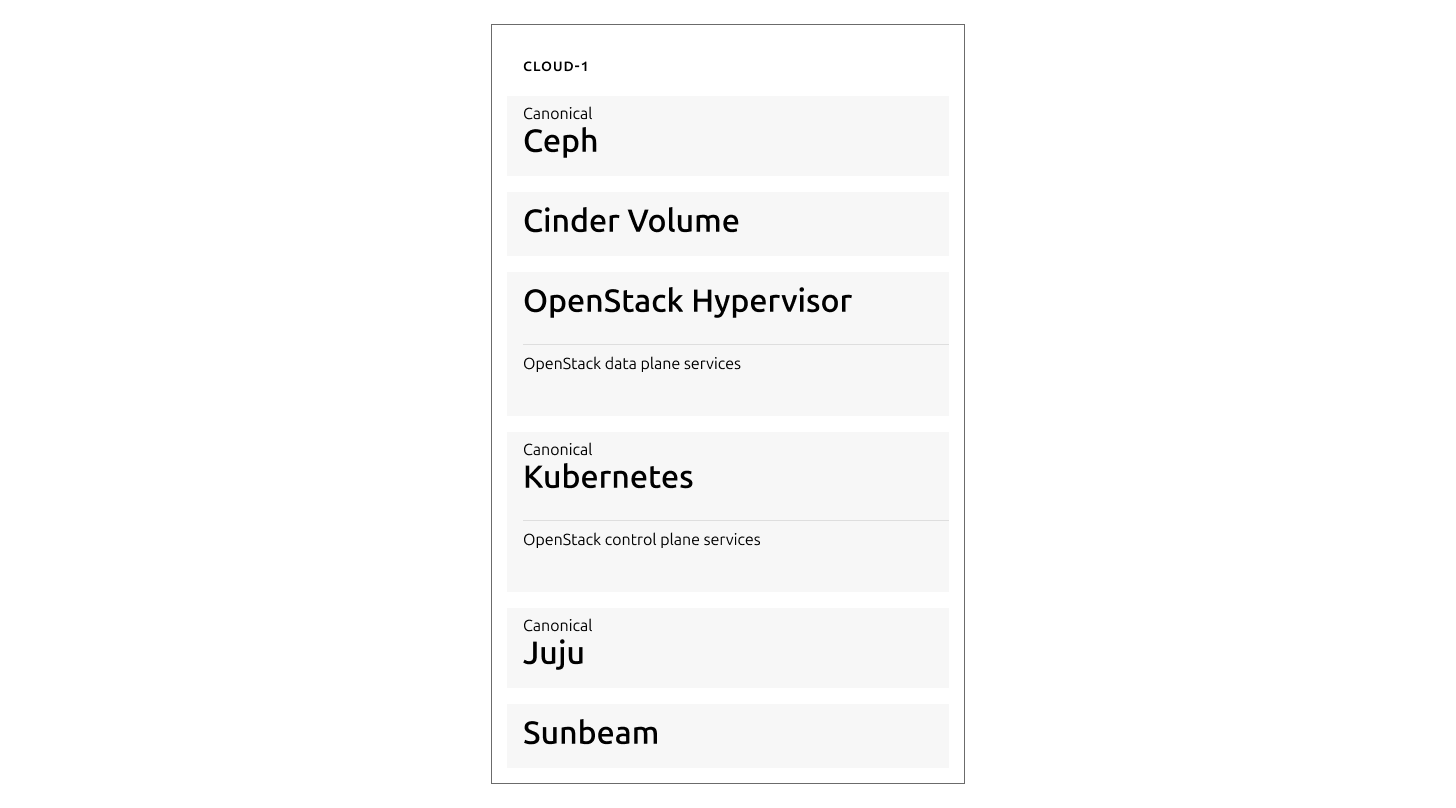 CLOUD-1
Canonical
Ceph
Cinder Volume
OpenStack Hypervisor
OpenStack data plane services
Canonical
Kubernetes
OpenStack control plane services
Canonical
Juju
Sunbeam